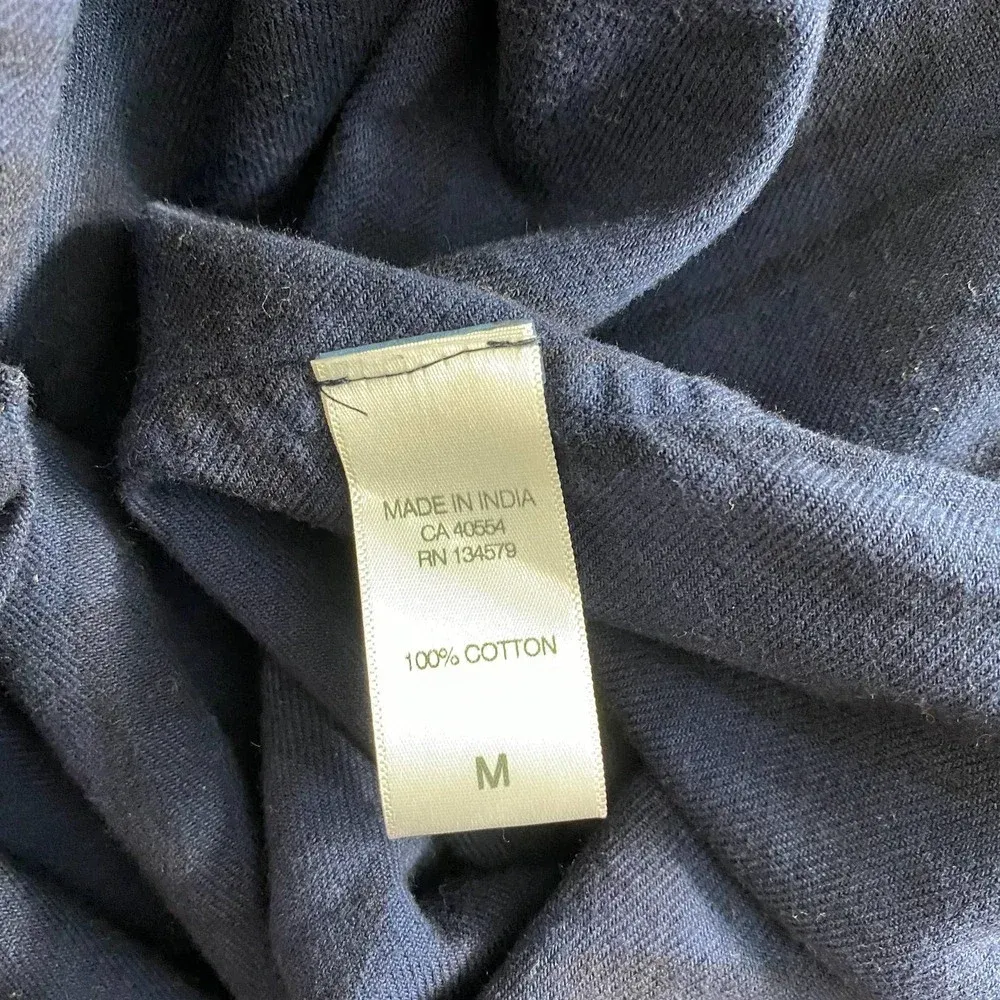 MADE IN INDIA
CA 40554
RN 134579
100% COTTON
M